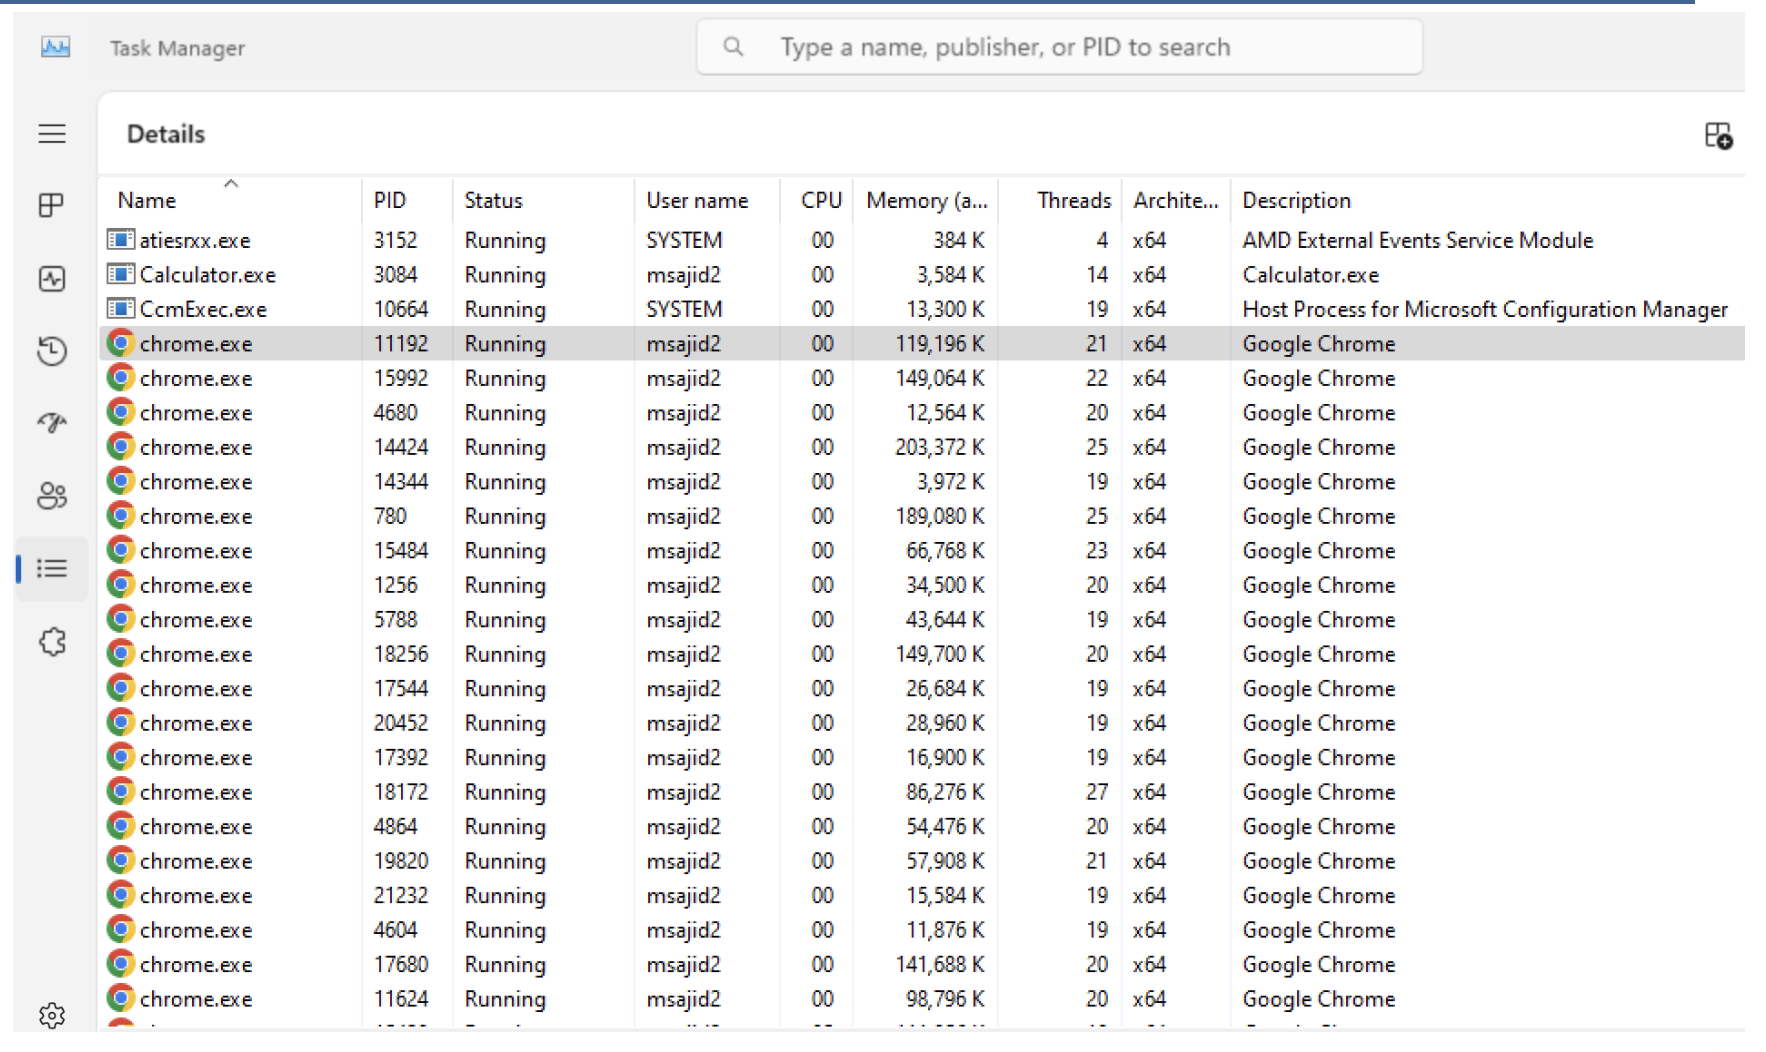 Task Manager
Type a name, publisher, or PID to search
Details
Name PID Status User name CPU Memory (a... Threads Archite... Description
atiesrxx.exe 3152 Running SYSTEM 00 384 K 4 x64 AMD External Events Service Module
Calculator.exe 3084 Running msajid2 00 3,584 K 14 x64 Calculator.exe
CcmExec.exe 10664 Running SYSTEM 00 13,300 K 19 x64 Host Process for Microsoft Configuration Manager
chrome.exe 11192 Running msajid2 00 119,196 K 21 x64 Google Chrome
chrome.exe 15992 Running msajid2 00 149,064 K 22 x64 Google Chrome
chrome.exe 4680 Running msajid2 00 12,564 K 20 x64 Google Chrome
chrome.exe 14424 Running msajid2 00 203,372 K 25 x64 Google Chrome
chrome.exe 14344 Running msajid2 00 3,972 K 19 x64 Google Chrome
chrome.exe 780 Running msajid2 00 189,080 K 25 x64 Google Chrome
chrome.exe 15484 Running msajid2 00 66,768 K 23 x64 Google Chrome
chrome.exe 1256 Running msajid2 00 34,500 K 20 x64 Google Chrome
chrome.exe 5788 Running msajid2 00 43,644 K 19 x64 Google Chrome
chrome.exe 18256 Running msajid2 00 149,700 K 20 x64 Google Chrome
chrome.exe 17544 Running msajid2 00 26,684 K 19 x64 Google Chrome
chrome.exe 20452 Running msajid2 00 28,960 K 19 x64 Google Chrome
chrome.exe 17392 Running msajid2 00 16,900 K 19 x64 Google Chrome
chrome.exe 18172 Running msajid2 00 86,276 K 27 x64 Google Chrome
chrome.exe 4864 Running msajid2 00 54,476 K 20 x64 Google Chrome
chrome.exe 19820 Running msajid2 00 57,908 K 21 x64 Google Chrome
chrome.exe 21232 Running msajid2 00 15,584 K 19 x64 Google Chrome
chrome.exe 4604 Running msajid2 00 11,876 K 19 x64 Google Chrome
chrome.exe 17680 Running msajid2 00 141,688 K 20 x64 Google Chrome
chrome.exe 11624 Running msajid2 00 98,796 K 20 x64 Google Chrome